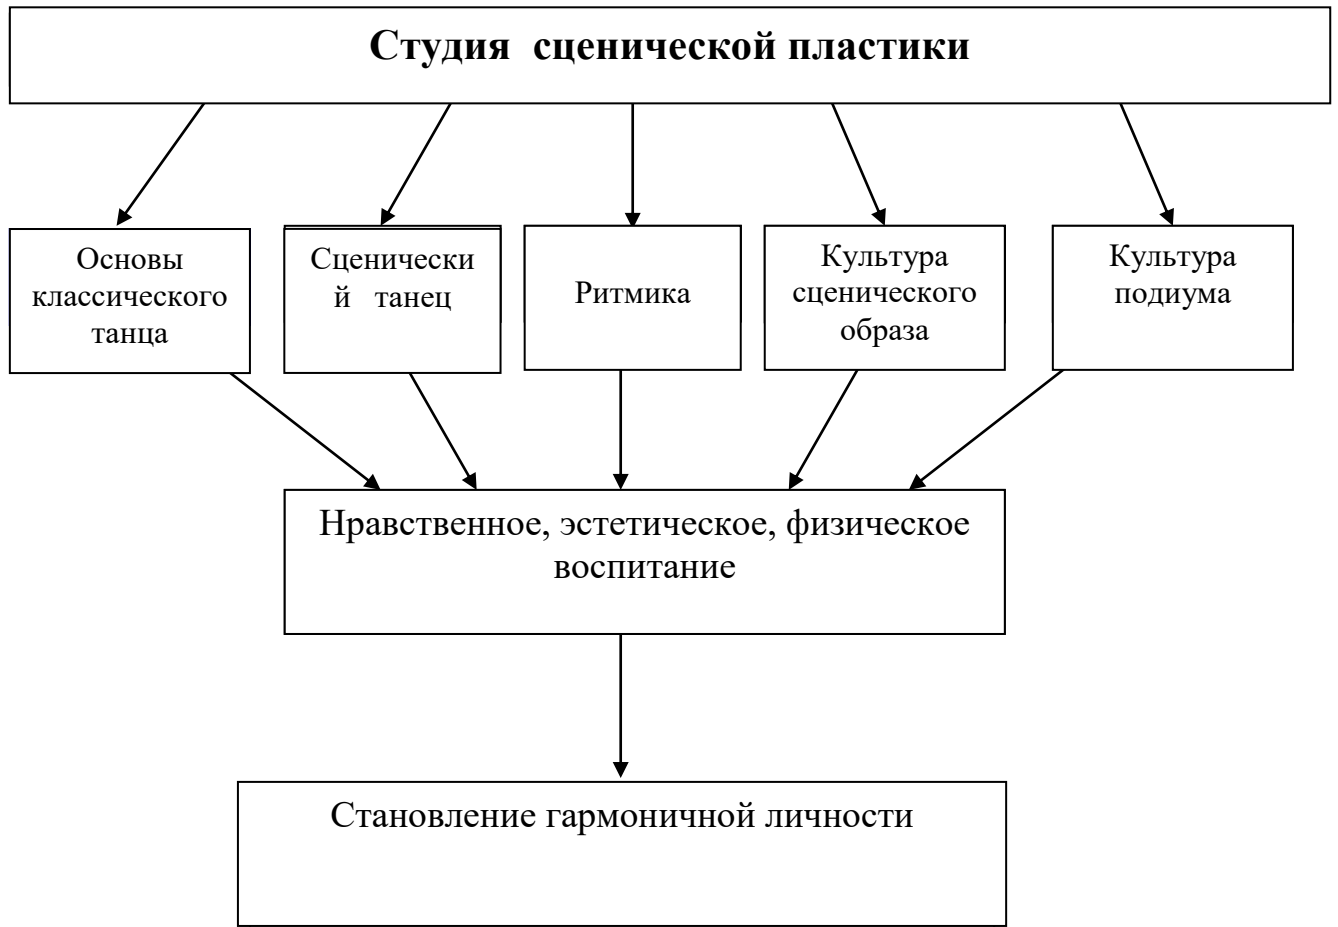 Студия сценической пластики
Основы
классического
танца
Сценически
й танец
Ритмика
Культура
сценического
образа
Культура
подиума
Нравственное, эстетическое, физическое
воспитание
Становление гармоничной личности